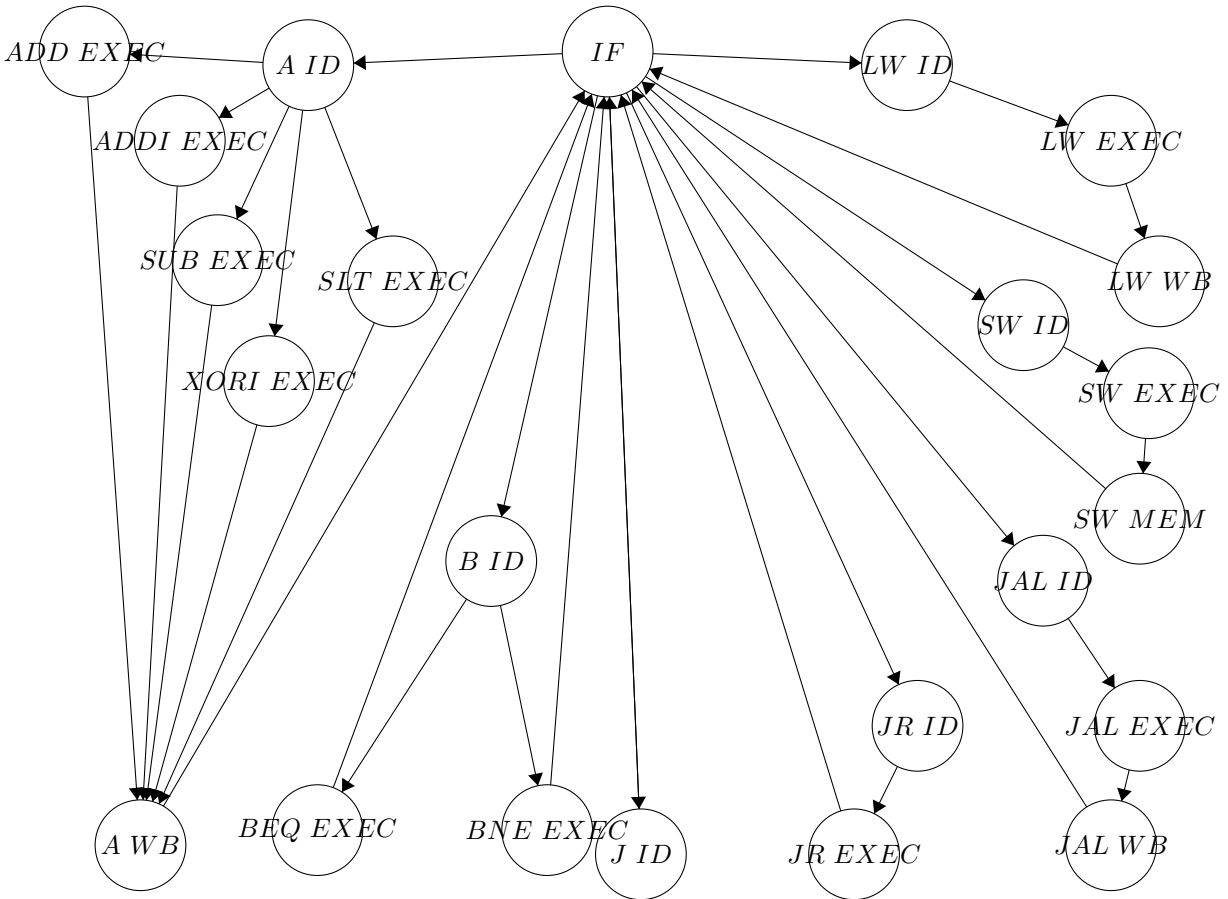 IF
ADD EXEC
A ID
LW ID
ADDI EXEC
LW EXEC
SUB EXEC
SLT EXEC
LW WB
SW ID
XORI EXEC
SW EXEC
SW MEM
B ID
JAL ID
JR ID
JAL EXEC
BEQ EXEC
BNE EXEC
A WB
J ID
JR EXEC
JAL WB